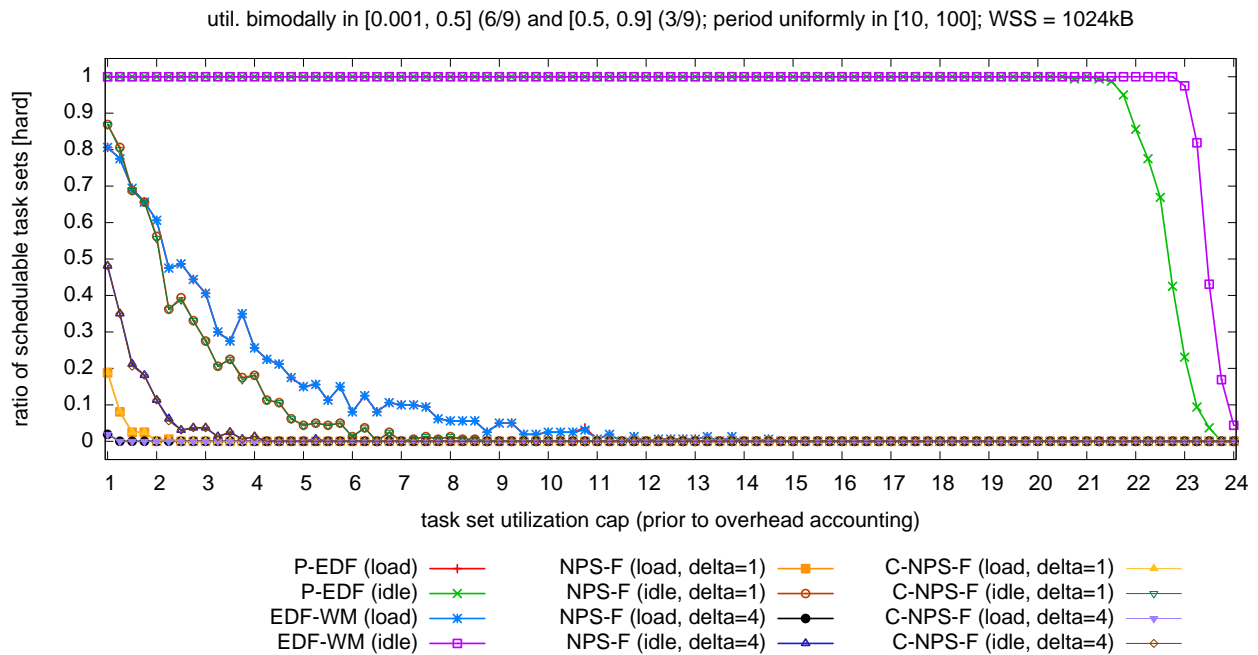 util. bimodally in [0.001, 0.5] (6/9) and [0.5, 0.9] (3/9); period uniformly in [10, 100]; WSS = 1024kB
ratio of schedulable task sets [hard]
1
0.9
0.8
0.7
0.6
0.5
0.4
0.3
0.2
0.1
0
1 2 3 4 5 6 7 8 9 10 11 12 13 14 15 16 17 18 19 20 21 22 23 24
task set utilization cap (prior to overhead accounting)
P-EDF (load)
P-EDF (idle)
EDF-WM (load)
EDF-WM (idle)
NPS-F (load, delta=1)
NPS-F (idle, delta=1)
NPS-F (load, delta=4)
NPS-F (idle, delta=4)
C-NPS-F (load, delta=1)
C-NPS-F (idle, delta=1)
C-NPS-F (load, delta=4)
C-NPS-F (idle, delta=4)